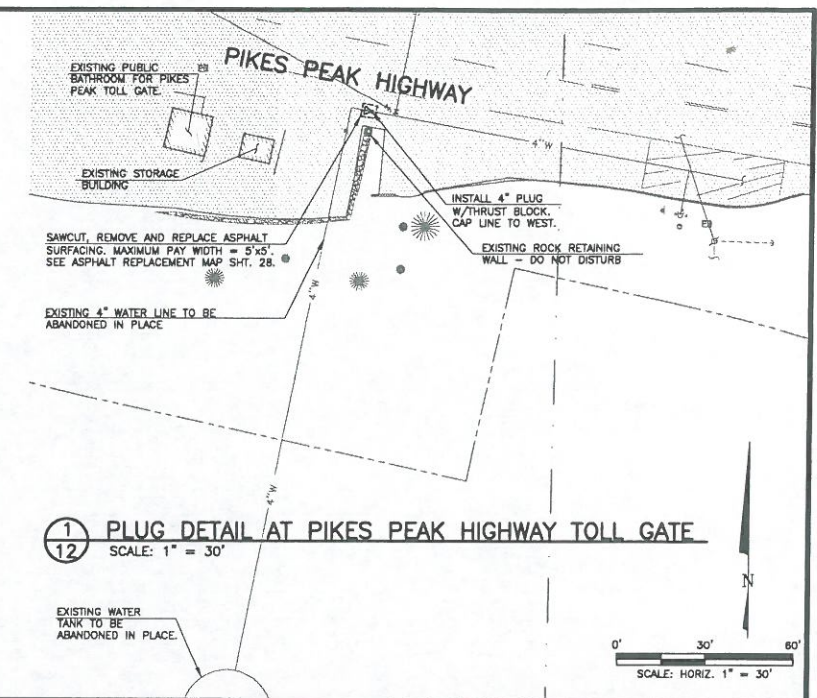 EXISTING PUBLIC
BATHROOM FOR PIKES
PEAK TOLL GATE.
PIKES PEAK HIGHWAY
4"W
EXISTING STORAGE
BUILDING
INSTALL 4" PLUG
W/THRUST BLOCK.
CAP LINE TO WEST.
SAWCUT, REMOVE AND REPLACE ASPHALT
SURFACING. MAXIMUM PAY WIDTH = 5'x5'.
SEE ASPHALT REPLACEMENT MAP SHT. 28.
EXISTING ROCK RETAINING
WALL - DO NOT DISTURB
4"W
EXISTING 4" WATER LINE TO BE
ABANDONED IN PLACE
4"W
1
12
PLUG DETAIL AT PIKES PEAK HIGHWAY TOLL GATE
SCALE: 1" = 30'
N
EXISTING WATER
TANK TO BE
ABANDONED IN PLACE.
0' 30' 60'
SCALE: HORIZ. 1" = 30'